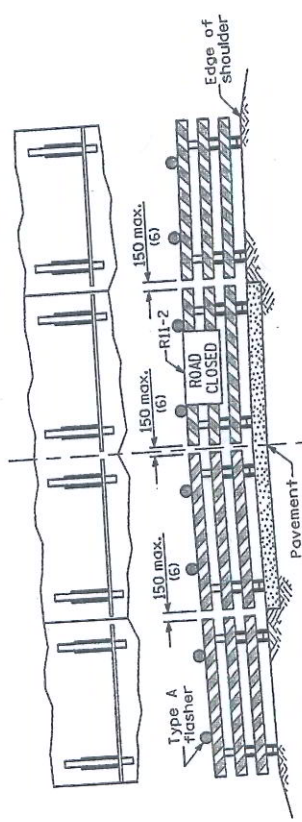 150 max.
(6)
150 max.
(6)
150 max.
(6)
Type A
flasher
R11-2
ROAD
CLOSED
Edge of
shoulder
Pavement